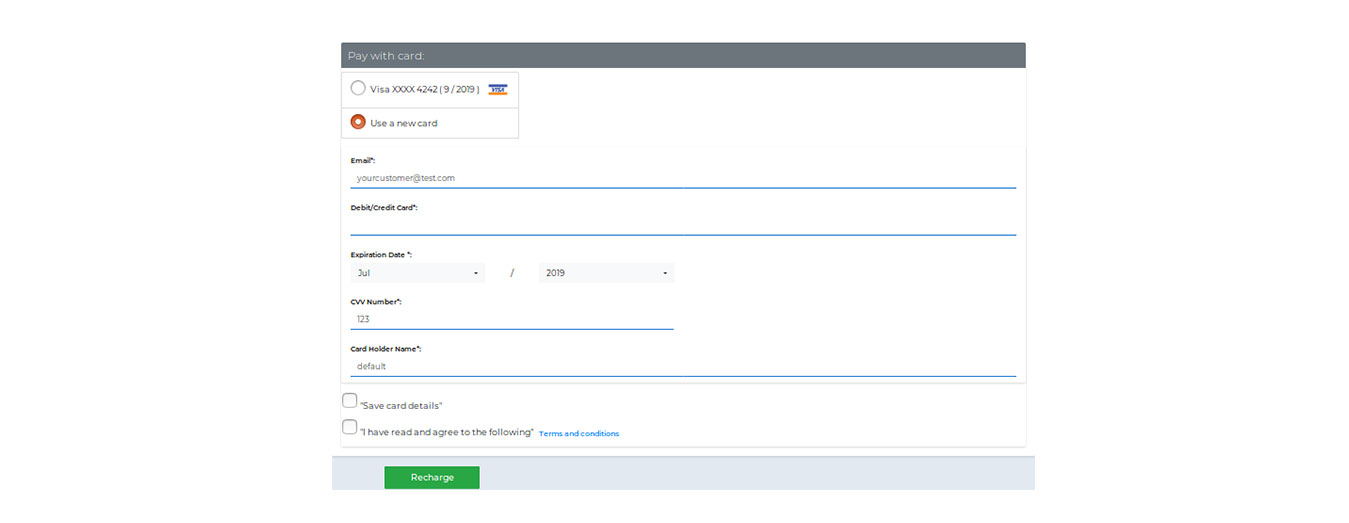 Pay with card:
Visa XXXX 4242 ( 9 / 2019 ) VISA
Use a new card
Email*:
yourcustomer@test.com
Debit/Credit Card*:
Expiration Date *:
Jul / 2019
CVV Number*:
123
Card Holder Name*:
default
"Save card details"
"I have read and agree to the following" Terms and conditions
Recharge